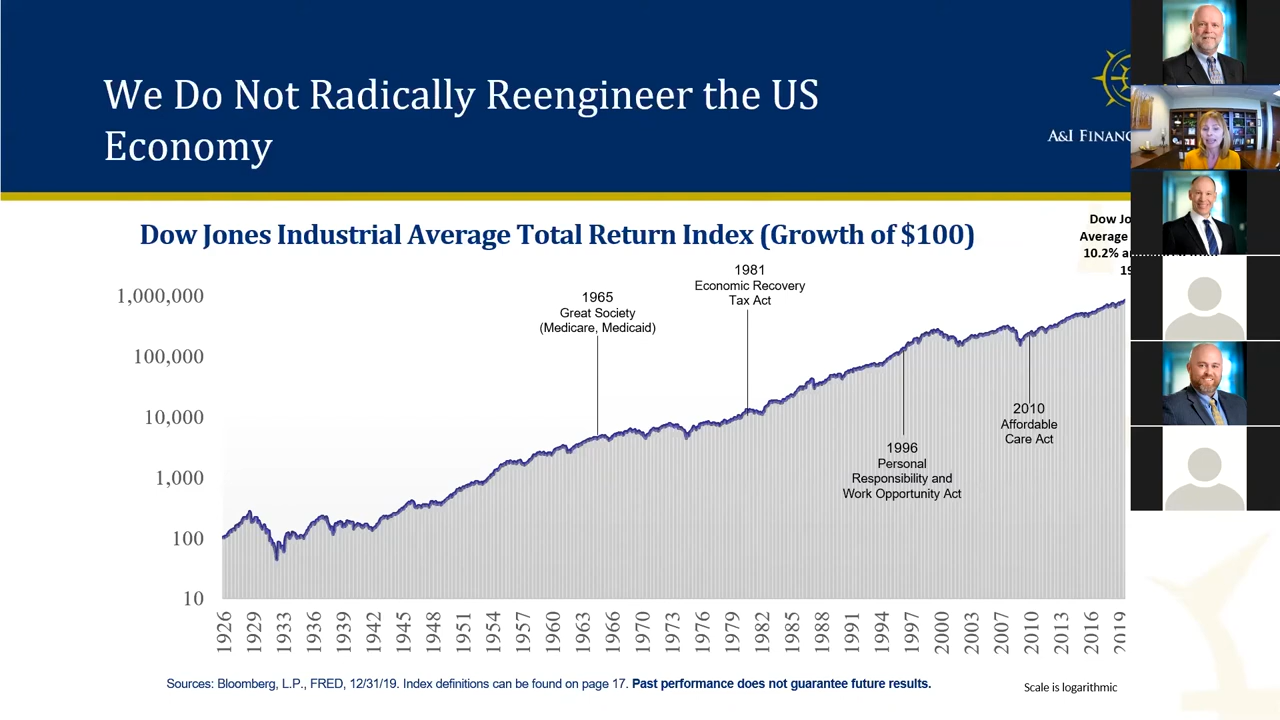 We Do Not Radically Reengineer the US
Economy
A&I
Dow Jones Industrial Average Total Return Index (Growth of $100)
Dow
Average
10.2%
1981
Economic Recovery
Tax Act
1965
Great Society
(Medicare, Medicaid)
1,000,000
100,000
10,000
1,000
100
10
2010
Affordable
Care Act
1996
Personal
Responsibility and
Work Opportunity Act
1926
1929
1933
1936
1939
1942
1945
1948
1951
1954
1957
1960
1963
1966
1970
1973
1976
1979
1982
1985
1988
1991
1994
1997
2000
2003
2007
2010
2013
2016
2019
Sources: Bloomberg, L.P., FRED, 12/31/19. Index definitions can be found on page 17. Past performance does not guarantee future results.
Scale is logarithmic